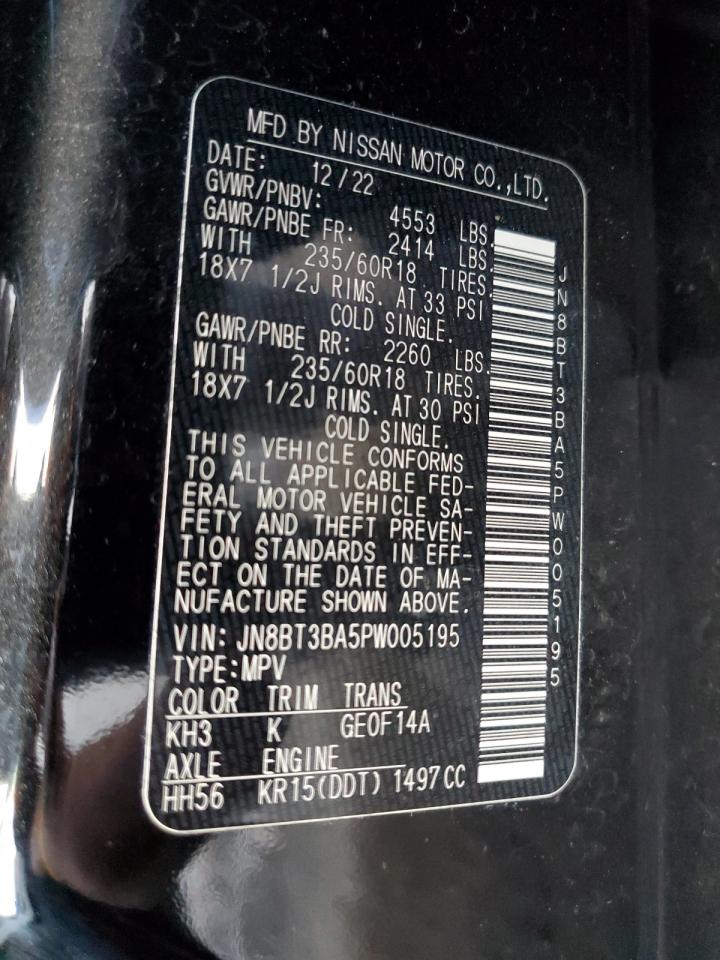 MFD BY NISSAN MOTOR CO.,LTD.
DATE: 12/22
GVWR/PNBV: 4553 LBS.
GAWR/PNBE FR: 2414 LBS.
WITH 235/60R18 TIRES.
18X7 1/2J RIMS. AT 33 PSI
COLD SINGLE.
GAWR/PNBE RR: 2260 LBS.
WITH 235/60R18 TIRES.
18X7 1/2J RIMS. AT 30 PSI
COLD SINGLE.
THIS VEHICLE CONFORMS
TO ALL APPLICABLE FED-
ERAL MOTOR VEHICLE SA-
FETY AND THEFT PREVEN-
TION STANDARDS IN EFF-
ECT ON THE DATE OF MA-
NUFACTURE SHOWN ABOVE.
VIN: JN8BT3BA5PW005195
TYPE:MPV
COLOR TRIM TRANS
KH3 K GE0F14A
AXLE ENGINE
HH56 KR15(DDT) 1497CC
JN8BT3BA5PW005195